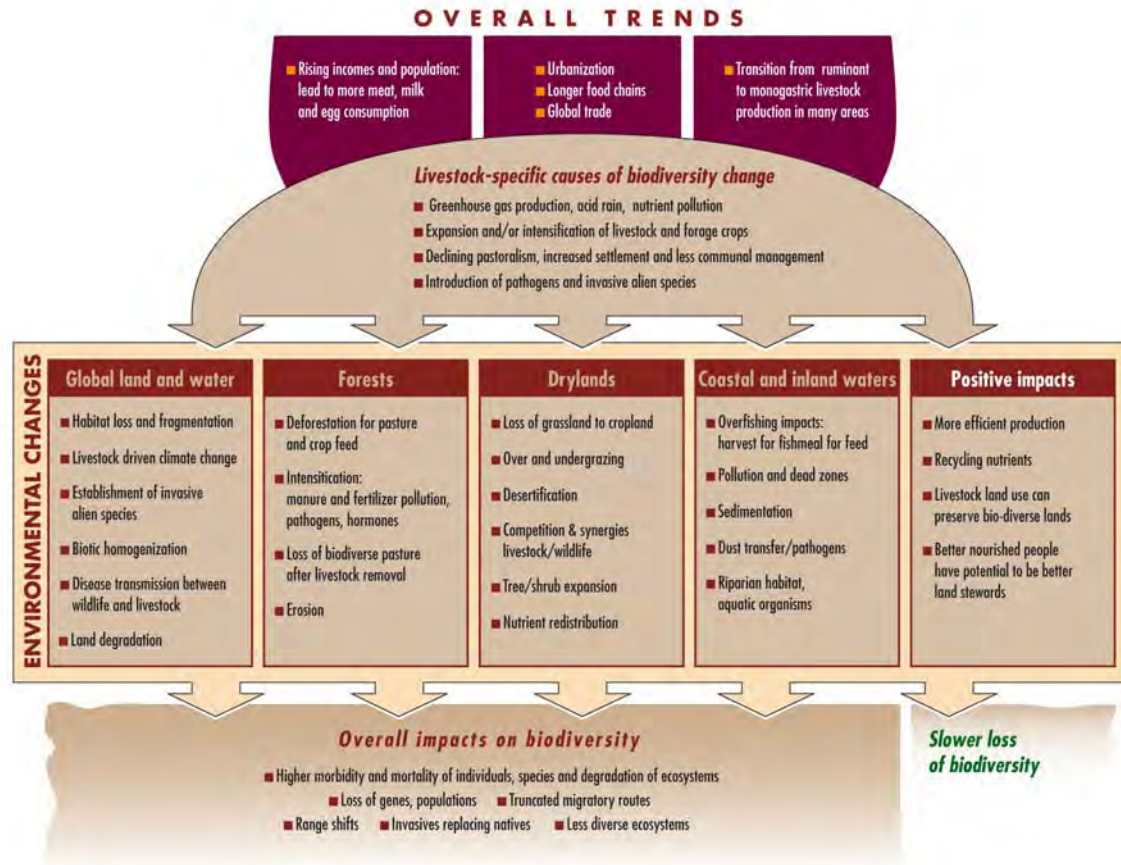 OVERALL TRENDS
Rising incomes and population:
lead to more meat, milk
and egg consumption
Urbanization
Longer food chains
Global trade
Transition from ruminant
to monogastric livestock
production in many areas
Livestock-specific causes of biodiversity change
Greenhouse gas production, acid rain, nutrient pollution
Expansion and/or intensification of livestock and forage crops
Declining pastoralism, increased settlement and less communal management
Introduction of pathogens and invasive alien species
ENVIRONMENTAL CHANGES
Global land and water
Habitat loss and fragmentation
Livestock driven climate change
Establishment of invasive
alien species
Biotic homogenization
Disease transmission between
wildlife and livestock
Land degradation
Forests
Deforestation for pasture
and crop feed
Intensitication:
manure and fertilizer pollution,
pathogens, hormones
Loss of biodiverse pasture
after livestock removal
Erosion
Drylands
Loss of grassland to cropland
Over and undergrazing
Desertification
Competition & synergies
livestock/wildlife
Tree/shrub expansion
Nutrient redistribution
Coastal and inland waters
Overfishing impacts:
harvest for fishmeal for feed
Pollution and dead zones
Sedimentation
Dust transfer/pathogens
Riparian habitat,
aquatic organisms
Positive impacts
More efficient production
Recycling nutrients
Livestock land use can
preserve bio-diverse lands
Better nourished people
have potential to be better
land stewards
Overall impacts on biodiversity
Higher morbidity and mortality of individuals, species and degradation of ecosystems
Loss of genes, populations
Truncated migratory routes
Range shifts
Invasives replacing natives
Less diverse ecosystems
Slower loss
of biodiversity